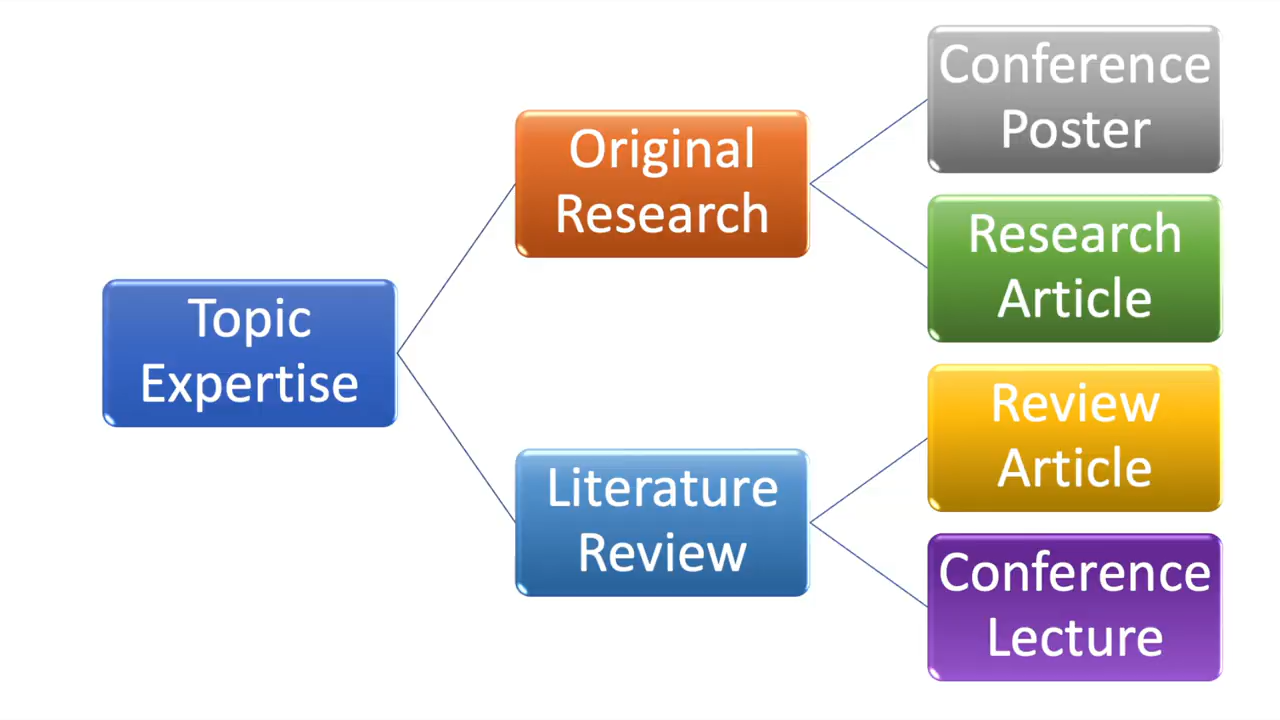 Topic
Expertise
Original
Research
Literature
Review
Conference
Poster
Research
Article
Review
Article
Conference
Lecture